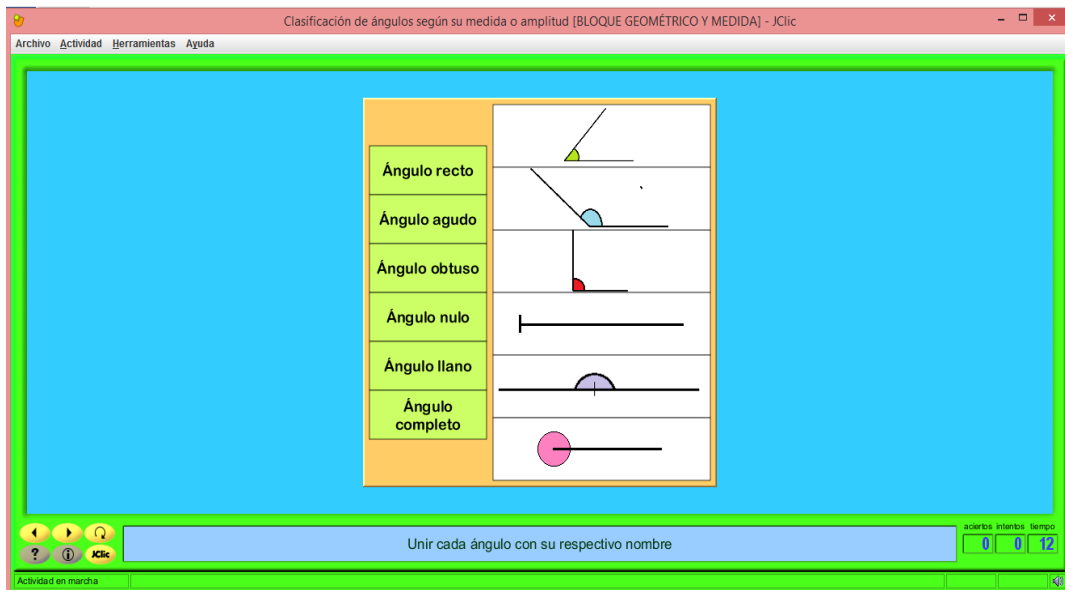 Clasificación de ángulos según su medida o amplitud [BLOQUE GEOMÉTRICO Y MEDIDA] - JClic
Archivo Actividad Herramientas Ayuda
Ángulo recto
Ángulo agudo
Ángulo obtuso
Ángulo nulo
Ángulo llano
Ángulo
completo
Unir cada ángulo con su respectivo nombre
aciertos intentos tiempo
0 0 12
? i JClic
Actividad en marcha